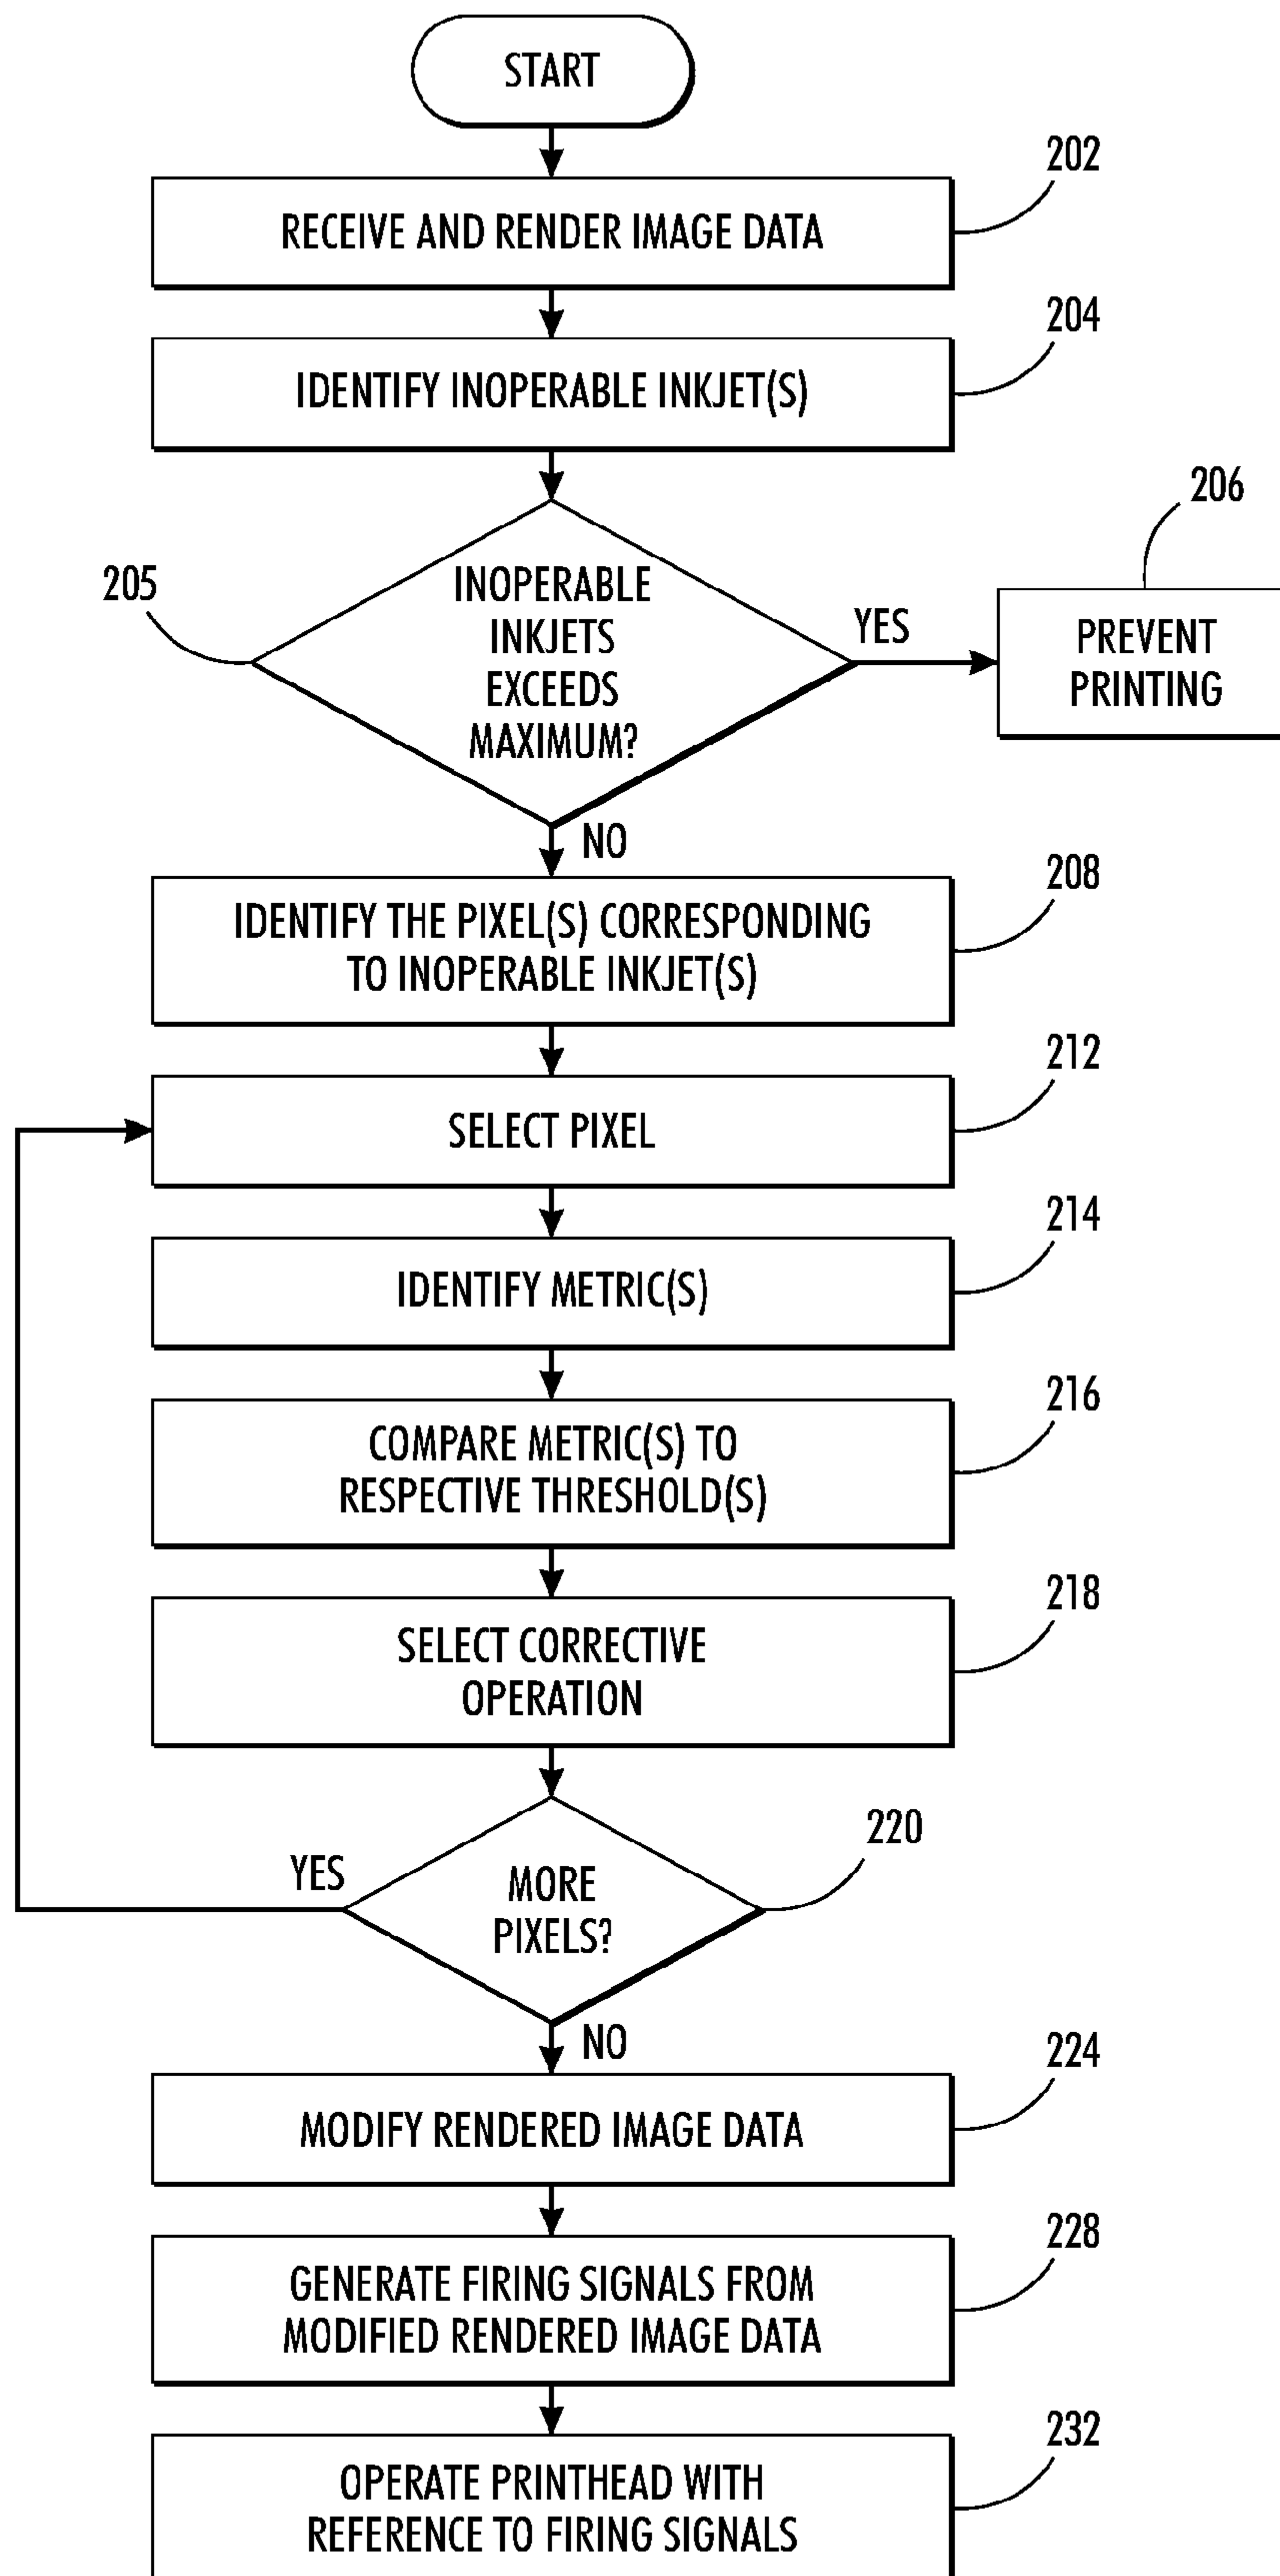 START
202
RECEIVE AND RENDER IMAGE DATA
204
IDENTIFY INOPERABLE INKJET(S)
206
205
INOPERABLE
INKJETS
EXCEEDS
MAXIMUM?
YES
PREVENT
PRINTING
NO
208
IDENTIFY THE PIXEL(S) CORRESPONDING
TO INOPERABLE INKJET(S)
212
SELECT PIXEL
214
IDENTIFY METRIC(S)
216
COMPARE METRIC(S) TO
RESPECTIVE THRESHOLD(S)
218
SELECT CORRECTIVE
OPERATION
220
YES
MORE
PIXELS?
NO
224
MODIFY RENDERED IMAGE DATA
228
GENERATE FIRING SIGNALS FROM
MODIFIED RENDERED IMAGE DATA
232
OPERATE PRINTHEAD WITH
REFERENCE TO FIRING SIGNALS